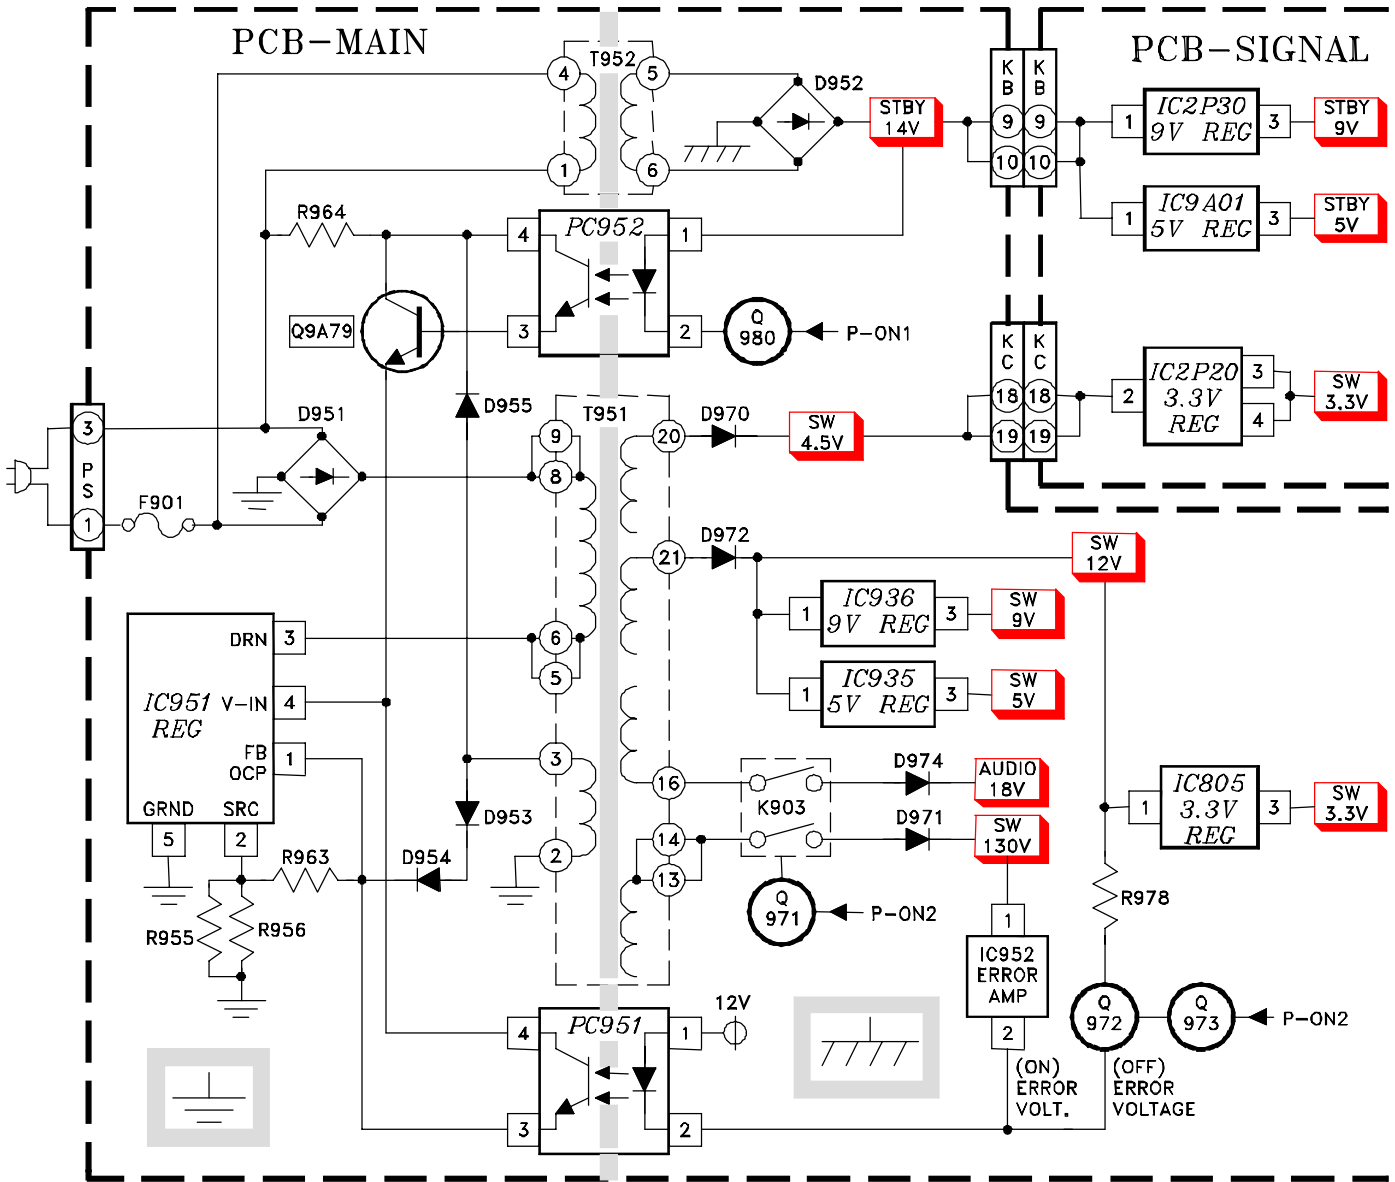 PCB-MAIN
PCB-SIGNAL
T952
4
5
1
6
D952
STBY
14V
K
B
9
10
K
B
9
10
1
IC2P30
9V REG
3
STBY
9V
1
IC9A01
5V REG
3
STBY
5V
R964
4
PC952
1
3
2
Q9A79
Q
980
P-ON1
K
C
18
19
K
C
18
19
2
IC2P20
3.3V
REG
3
4
SW
3.3V
D955
T951
D951
9
8
20
D970
SW
4.5V
3
P
S
1
F901
21
D972
SW
12V
1
IC936
9V REG
3
SW
9V
1
IC935
5V REG
3
SW
5V
DRN
3
6
5
IC951
REG
V-IN
4
FB
OCP
1
GRND
SRC
5
2
3
2
D953
D954
R963
R955
R956
16
14
13
K903
D974
AUDIO
18V
D971
SW
130V
Q
971
P-ON2
1
IC805
3.3V
REG
3
SW
3.3V
R978
1
IC952
ERROR
AMP
2
Q
972
Q
973
P-ON2
4
PC951
1
12V
3
2
(ON)
ERROR
VOLT.
(OFF)
ERROR
VOLTAGE